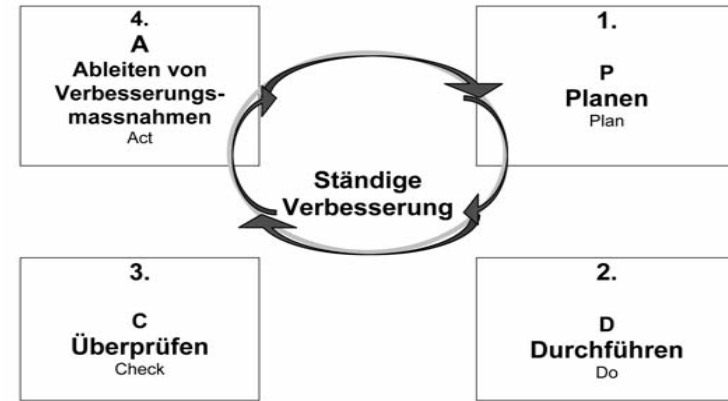 4.
A
Ableiten von
Verbesserungs-
massnahmen
Act
1.
P
Planen
Plan
Ständige
Verbesserung
3.
C
Überprüfen
Check
2.
D
Durchführen
Do